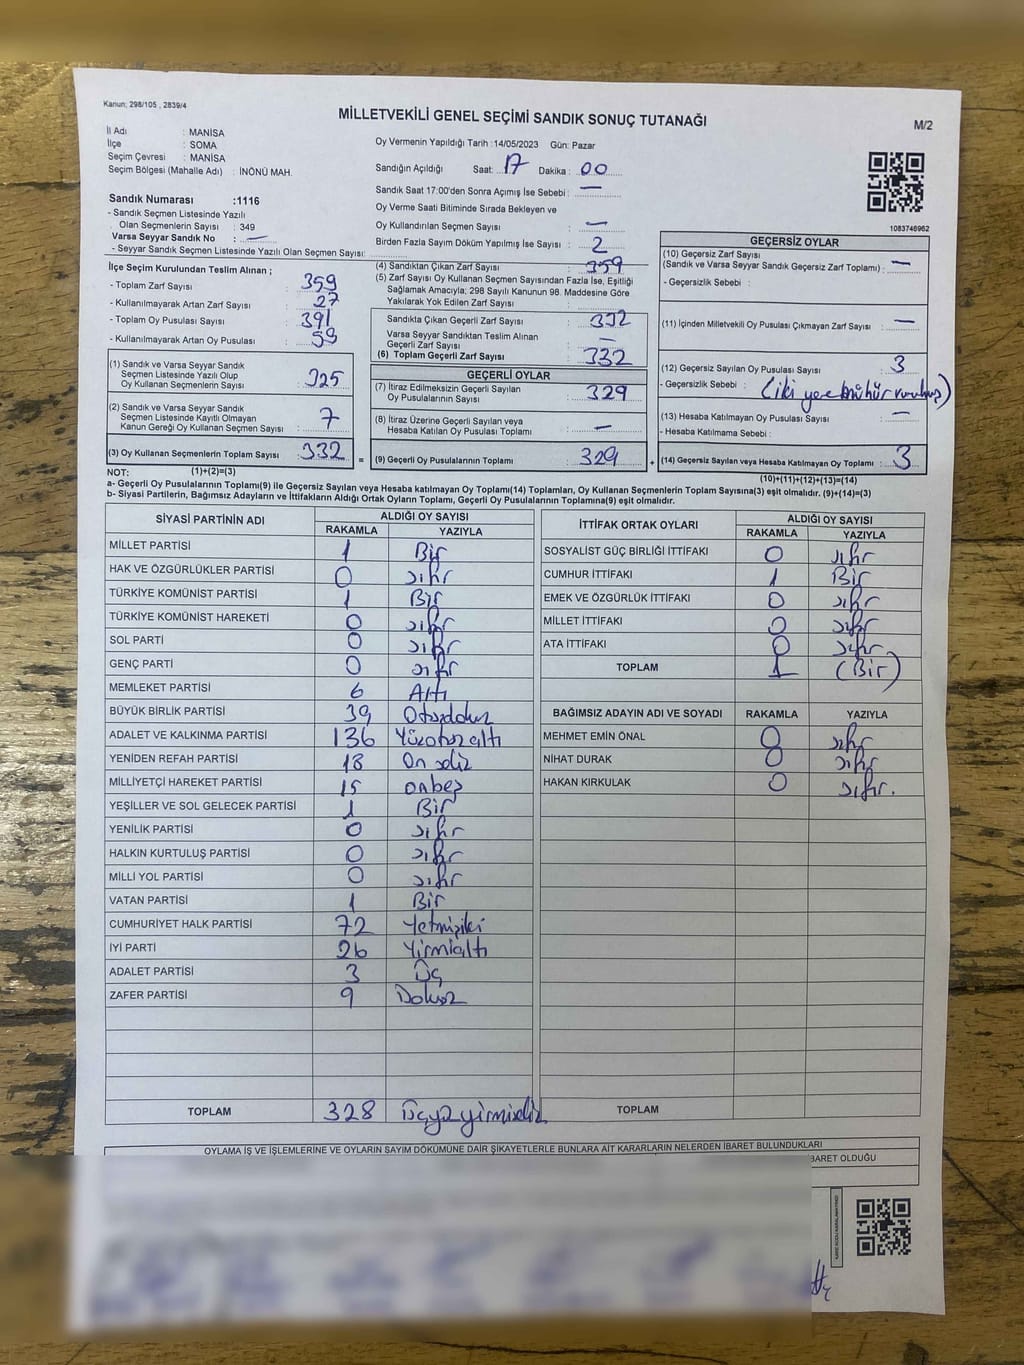 Kanun; 298/105 , 2839/4
MİLLETVEKİLİ GENEL SEÇİMİ SANDIK SONUÇ TUTANAĞI
M/2
İl Adı : MANİSA
İlçe : SOMA
Seçim Çevresi : MANİSA
Seçim Bölgesi (Mahalle Adı) : İNÖNÜ MAH.
Sandık Numarası :1116
- Sandık Seçmen Listesinde Yazılı
Olan Seçmenlerin Sayısı : 349
Varsa Seyyar Sandık No : —
- Seyyar Sandık Listesinde Yazılı Olan Seçmen Sayısı:
Oy Vermenin Yapıldığı Tarih :14/05/2023 Gün: Pazar
Sandığın Açıldığı Saat: 17 Dakika : 00
Sandık Saat 17:00'den Sonra Açımış İse Sebebi : —
Oy Verme Saati Bitiminde Sırada Bekleyen ve
Oy Kullandırılan Seçmen Sayısı : —
Birden Fazla Sayım Döküm Yapılmış İse Sayısı : 2
1083746962
İlçe Seçim Kurulundan Teslim Alınan ;
- Toplam Zarf Sayısı : 359
- Kullanılmayarak Artan Zarf Sayısı : 27
- Toplam Oy Pusulası Sayısı : 391
- Kullanılmayarak Artan Oy Pusulası : 59
(1) Sandık ve Varsa Seyyar Sandık
Seçmen Listesinde Yazılı Olup
Oy Kullanan Seçmenlerin Sayısı : 325
(2) Sandık ve Varsa Seyyar Sandık
Seçmen Listesinde Kayıtlı Olmayan
Kanun Gereği Oy Kullanan Seçmen Sayısı : 7
(3) Oy Kullanan Seçmenlerin Toplam Sayısı : 332
=
(4) Sandıktan Çıkan Zarf Sayısı : 359
(5) Zarf Sayısı Oy Kullanan Seçmen Sayısından Fazla İse, Eşitliği
Sağlamak Amacıyla; 298 Sayılı Kanunun 98. Maddesine Göre
Yakılarak Yok Edilen Zarf Sayısı :
Sandıkta Çıkan Geçerli Zarf Sayısı : 332
Varsa Seyyar Sandıktan Teslim Alınan
Geçerli Zarf Sayısı : —
(6) Toplam Geçerli Zarf Sayısı : 332
GEÇERLİ OYLAR
(7) İtiraz Edilmeksizin Geçerli Sayılan
Oy Pusulalarının Sayısı : 329
(8) İtiraz Üzerine Geçerli Sayılan veya
Hesaba Katılan Oy Pusulası Toplamı : —
(9) Geçerli Oy Pusulalarının Toplamı : 329
+
GEÇERSİZ OYLAR
(10) Geçersiz Zarf Sayısı
(Sandık ve Varsa Seyyar Sandık Geçersiz Zarf Toplamı) : —
- Geçersizlik Sebebi :
(11) İçinden Milletvekili Oy Pusulası Çıkmayan Zarf Sayısı : —
(12) Geçersiz Sayılan Oy Pusulası Sayısı : 3
- Geçersizlik Sebebi : (iki yere mühür vurulmuş)
(13) Hesaba Katılmayan Oy Pusulası Sayısı : —
- Hesaba Katılmama Sebebi :
(14) Geçersiz Sayılan veya Hesaba Katılmayan Oy Toplamı : 3
NOT: (1)+(2)=(3)
(10)+(11)+(12)+(13)=(14)
a- Geçerli Oy Pusulalarının Toplamı(9) ile Geçersiz veya Hesaba katılmayan Oy Toplamı(14) Toplamları, Oy Kullanan Seçmenlerin Toplam Sayısına(3) eşit olmalıdır. (9)+(14)=(3)
b- Siyasi Partilerin, Bağımsız Adayların ve İttifakların Aldığı Ortak Oyların Toplamı, Geçerli Oy Pusulalarının Toplamına(9) eşit olmalıdır.
SİYASİ PARTİNİN ADI ALDIĞI OY SAYISI
RAKAMLA YAZIYLA
MİLLET PARTİSİ 1 Bir
HAK VE ÖZGÜRLÜKLER PARTİSİ 0 sıfır
TÜRKİYE KOMÜNİST PARTİSİ 1 Bir
TÜRKİYE KOMÜNİST HAREKETİ 0 sıfır
SOL PARTİ 0 sıfır
GENÇ PARTİ 0 sıfır
MEMLEKET PARTİSİ 6 Altı
BÜYÜK BİRLİK PARTİSİ 39 Otuzdokuz
ADALET VE KALKINMA PARTİSİ 136 Yüzotuzaltı
YENİDEN REFAH PARTİSİ 18 On sekiz
MİLLİYETÇİ HAREKET PARTİSİ 15 onbeş
YEŞİLLER VE SOL GELECEK PARTİSİ 1 Bir
YENİLİK PARTİSİ 0 sıfır
HALKIN KURTULUŞ PARTİSİ 0 sıfır
MİLLİ YOL PARTİSİ 0 sıfır
VATAN PARTİSİ 1 Bir
CUMHURİYET HALK PARTİSİ 72 Yetmişiki
İYİ PARTİ 26 Yirmialtı
ADALET PARTİSİ 3 Üç
ZAFER PARTİSİ 9 Dokuz
TOPLAM 328 Üçyüzyirmisekiz
İTTİFAK ORTAK OYLARI ALDIĞI OY SAYISI
RAKAMLA YAZIYLA
SOSYALİST GÜÇ BİRLİĞİ İTTİFAKI 0 sıfır
CUMHUR İTTİFAKI 1 Bir
EMEK VE ÖZGÜRLÜK İTTİFAKI 0 sıfır
MİLLET İTTİFAKI 0 sıfır
ATA İTTİFAKI 0 sıfır
TOPLAM 1 (Bir)
BAĞIMSIZ ADAYIN ADI VE SOYADI RAKAMLA YAZIYLA
MEHMET EMİN ÖNAL 0 sıfır
NİHAT DURAK 0 sıfır
HAKAN KIRKULAK 0 sıfır.
TOPLAM
OYLAMA İŞ VE İŞLEMLERİNE VE OYLARIN SAYIM DÖKÜMÜNE DAİR ŞİKAYETLERLE BUNLARA AİT KARARLARIN NELERDEN İBARET BULUNDUKLARI
BARET OLDUĞU